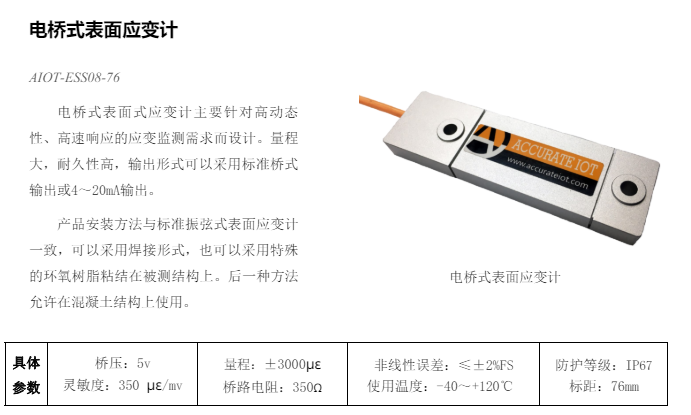 电桥式表面应变计
AIOT-ESS08-76
电桥式表面式应变计主要针对高动态
性、高速响应的应变监测需求而设计。量程
大，耐久性高，输出形式可以采用标准桥式
输出或4～20mA输出。
产品安装方法与标准振弦式表面应变计
一致，可以采用焊接形式，也可以采用特殊
的环氧树脂粘结在被测结构上。后一种方法
允许在混凝土结构上使用。
ACCURATE IOT
www.accurateiot.com
电桥式表面应变计
具体
参数
桥压：5v
灵敏度：350 με/mv
量程：±3000με
桥路电阻：350Ω
非线性误差：≤±2%FS
使用温度：-40～+120℃
防护等级：IP67
标距：76mm